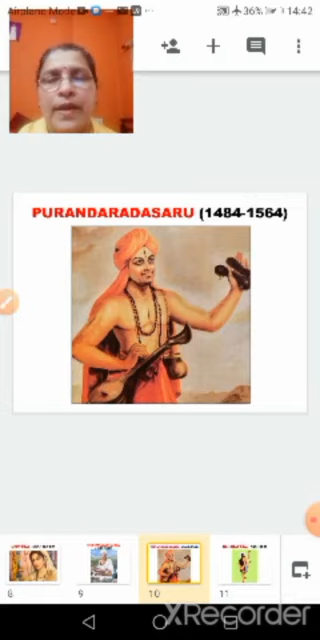 Airplane Mode
36%
14:42
PURANDARADASARU (1484-1564)
8
9
10
11
XRecorder